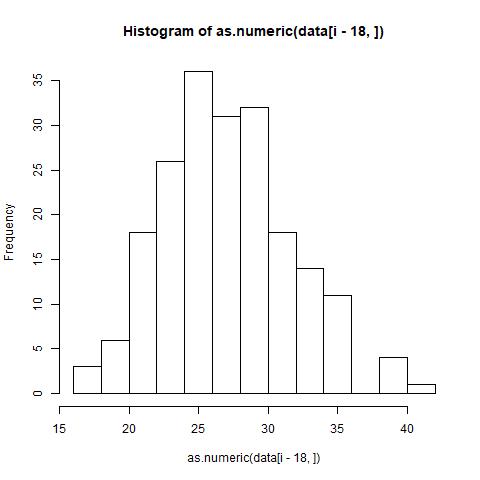 Histogram of as.numeric(data[i - 18, ])
Frequency
35
30
25
20
15
10
5
0
15 20 25 30 35 40
as.numeric(data[i - 18, ])